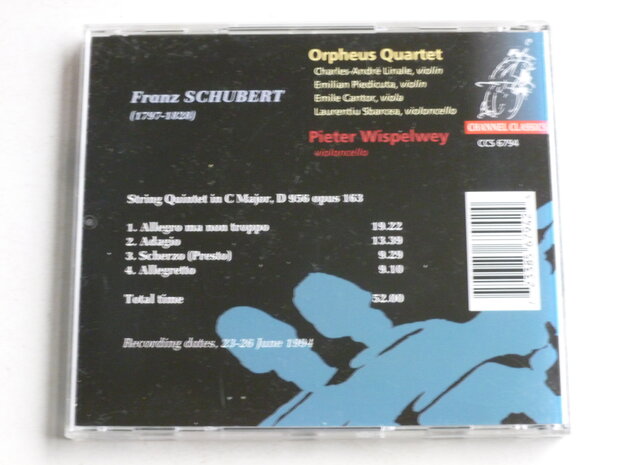 Franz SCHUBERT
(1797-1828)
Orpheus Quartet
Charles-André Linale, violin
Emilian Piedicuta, violin
Emile Cantor, viola
Laurentiu Sbarcea, violoncello
Pieter Wispelwey
violoncello
CHANNEL CLASSICS
CCS 6794
String Quintet in C Major, D 956 opus 163
1. Allegro ma non troppo 19.22
2. Adagio 13.39
3. Scherzo (Presto) 9.29
4. Allegretto 9.10
Total time 52.00
Recording dates, 23-26 June 1994